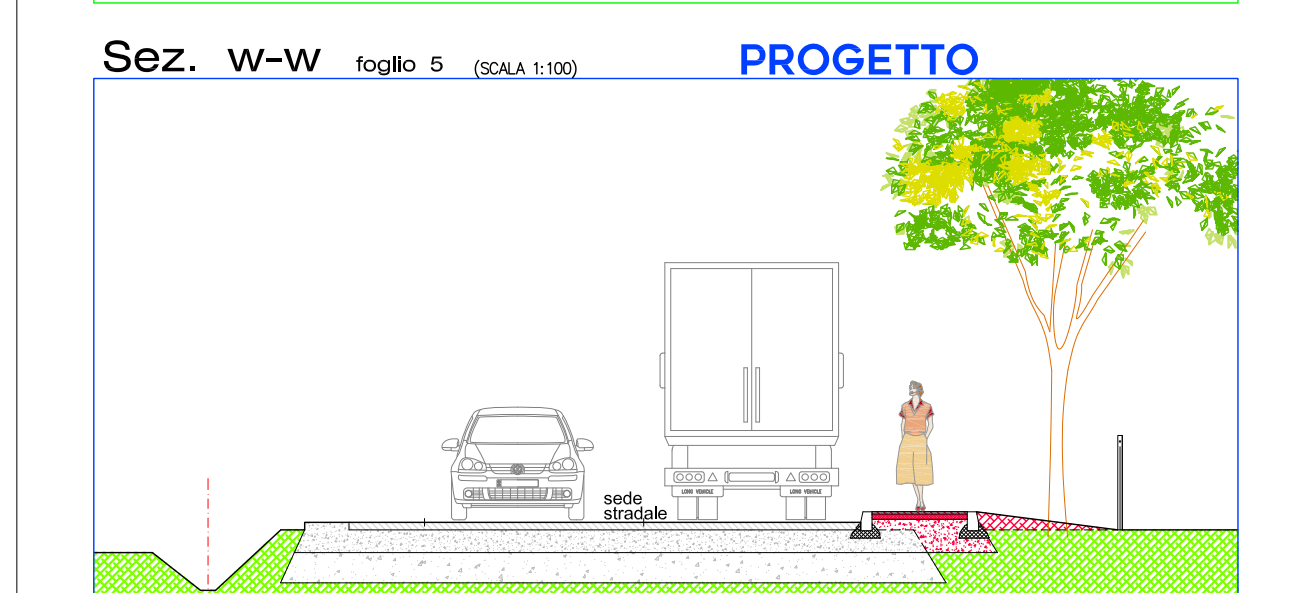 Sez. w-w foglio 5 (SCALA 1:100) PROGETTO
sede
stradale
LONG VEHICLE LONG VEHICLE